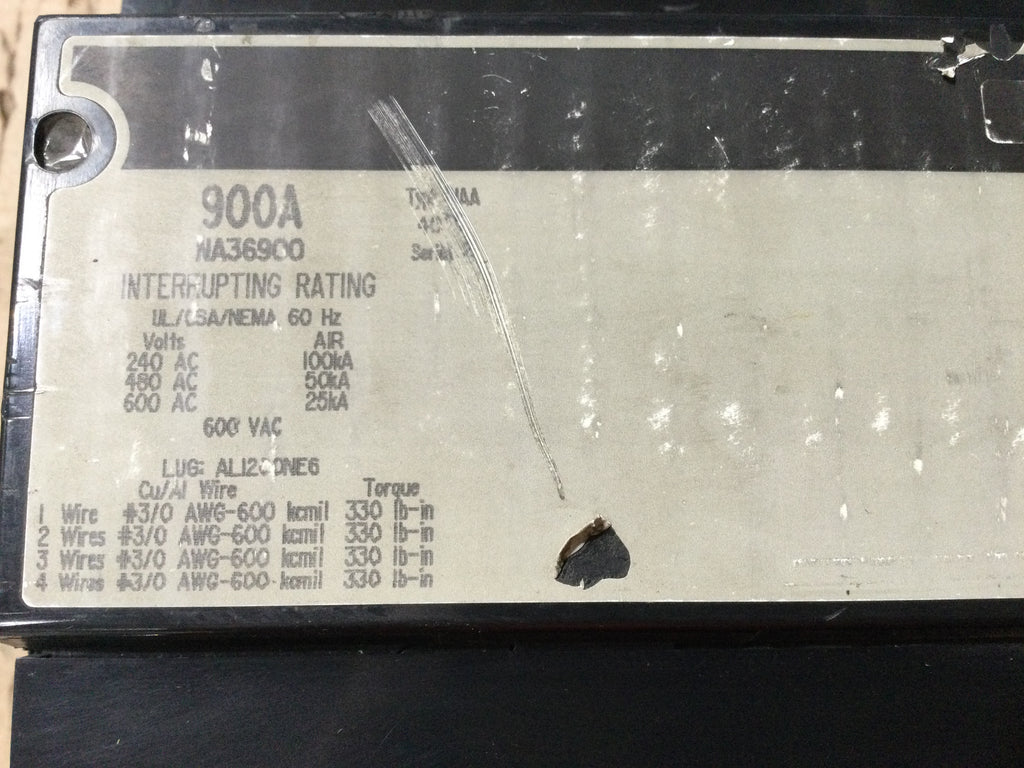 900A
NA36900
INTERRUPTING RATING
UL/CSA/NEMA 60 Hz
Volts AIR
240 AC 100kA
480 AC 50kA
600 AC 25kA
600 VAC
LUG: AL1200NE6
Cu/Al Wire Torque
1 Wire #3/0 AWG-600 kcmil 330 lb-in
2 Wires #3/0 AWG-600 kcmil 330 lb-in
3 Wires #3/0 AWG-600 kcmil 330 lb-in
4 Wires #3/0 AWG-600 kcmil 330 lb-in
Type
Series